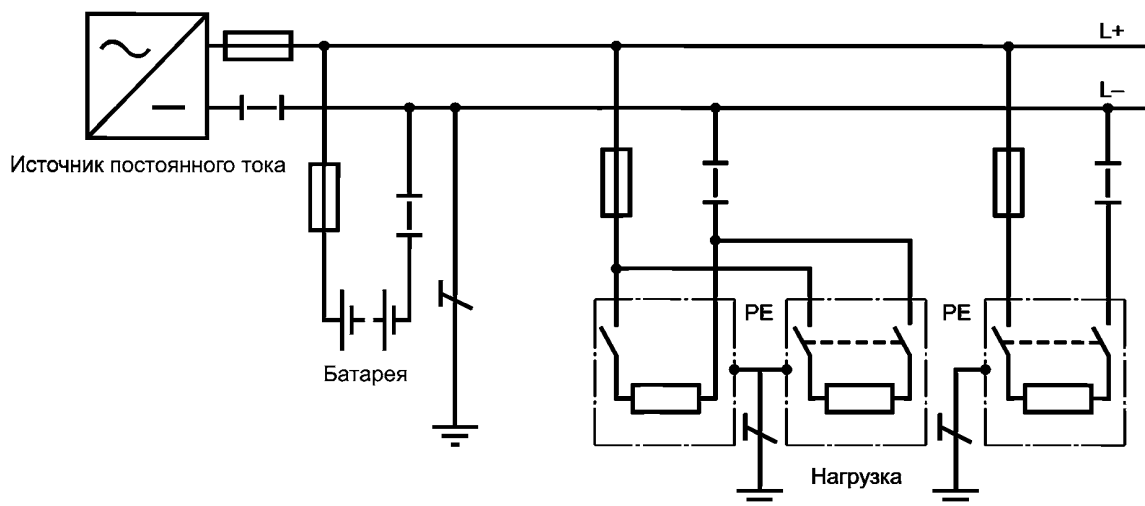 L+
L–
Источник постоянного тока
PE
PE
Батарея
Нагрузка